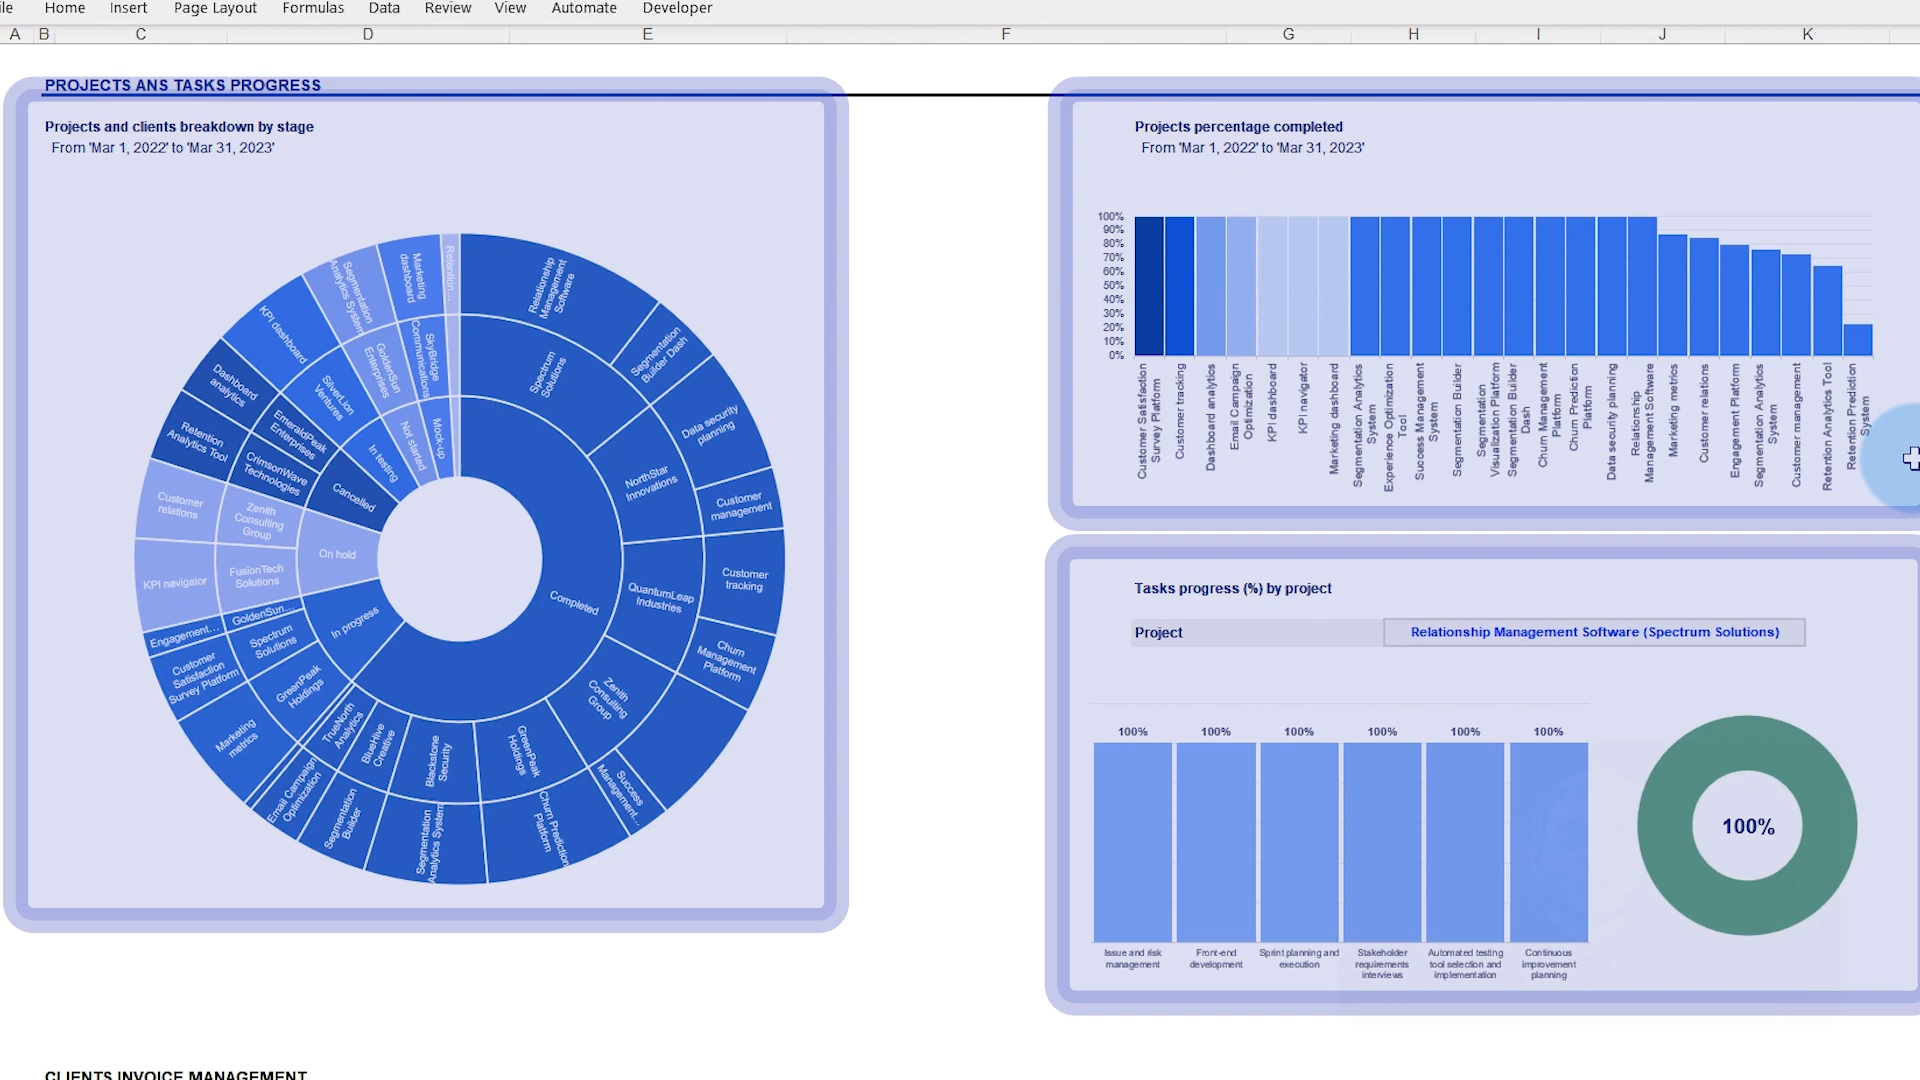 ile Home Insert Page Layout Formulas Data Review View Automate Developer
A B C D E F G H I J K
PROJECTS ANS TASKS PROGRESS
Projects and clients breakdown by stage
From 'Mar 1, 2022' to 'Mar 31, 2023'
Relationship
Management
Software
Segmentation
Builder Dash
Data security
planning
Customer
management
Customer
tracking
Churn
Management
Platform
Success
Management...
Churn Prediction
Platform
Segmentation
Analytics System
Segmentation
Builder
Email Campaign
Optimization
Marketing
metrics
Customer
Satisfaction
Survey Platform
Engagement...
KPI navigator
Customer
relations
Retention
Analytics Tool
Dashboard
analytics
KPI dashboard
Segmentation
Analytics System
Marketing
dashboard
Retention...
Spectrum
Solutions
NorthStar
Innovations
QuantumLeap
Industries
Zenith
Consulting
Group
GreenPeak
Holdings
Blackstone
Security
BlueHive
Creative
TrueNorth
Analytics
GreenPeak
Holdings
Spectrum
Solutions
GoldenSun...
FusionTech
Solutions
Zenith
Consulting
Group
CrimsonWave
Technologies
EmeraldPeak
Enterprises
SilverLion
Ventures
GoldenSun
Enterprises
SkyBridge
Communications
Completed
In progress
On hold
Cancelled
In testing
Not started
Mock-up
Projects percentage completed
From 'Mar 1, 2022' to 'Mar 31, 2023'
100%
90%
80%
70%
60%
50%
40%
30%
20%
10%
0%
Customer Satisfaction
Survey Platform
Customer tracking
Dashboard analytics
Email Campaign
Optimization
KPI dashboard
KPI navigator
Marketing dashboard
Segmentation Analytics
System
Experience Optimization
Tool
Success Management
System
Segmentation Builder
Segmentation
Visualization Platform
Segmentation Builder
Dash
Churn Management
Platform
Churn Prediction
Platform
Data security planning
Relationship
Management Software
Marketing metrics
Customer relations
Engagement Platform
Segmentation Analytics
System
Customer management
Retention Analytics Tool
Retention Prediction
System
Tasks progress (%) by project
Project Relationship Management Software (Spectrum Solutions)
100% 100% 100% 100% 100% 100%
100%
Issue and risk
management
Front-end
development
Sprint planning and
execution
Stakeholder
requirements
interviews
Automated testing
tool selection and
implementation
Continuous
improvement
planning
CLIENTS INVOICE MANAGEMENT